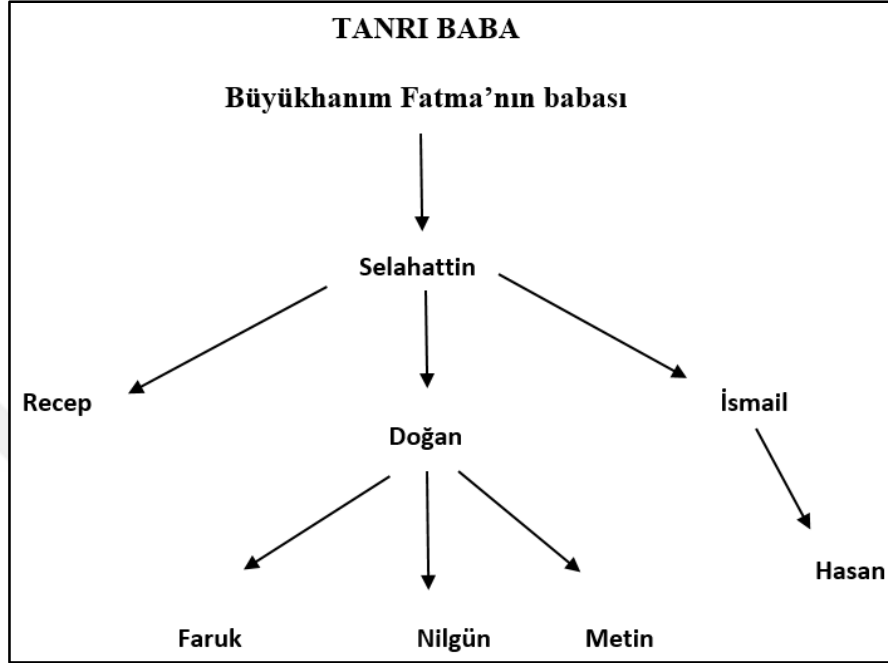 TANRI BABA
Büyükhanım Fatma’nın babası
Selahattin
Recep
İsmail
Doğan
Hasan
Faruk
Nilgün
Metin